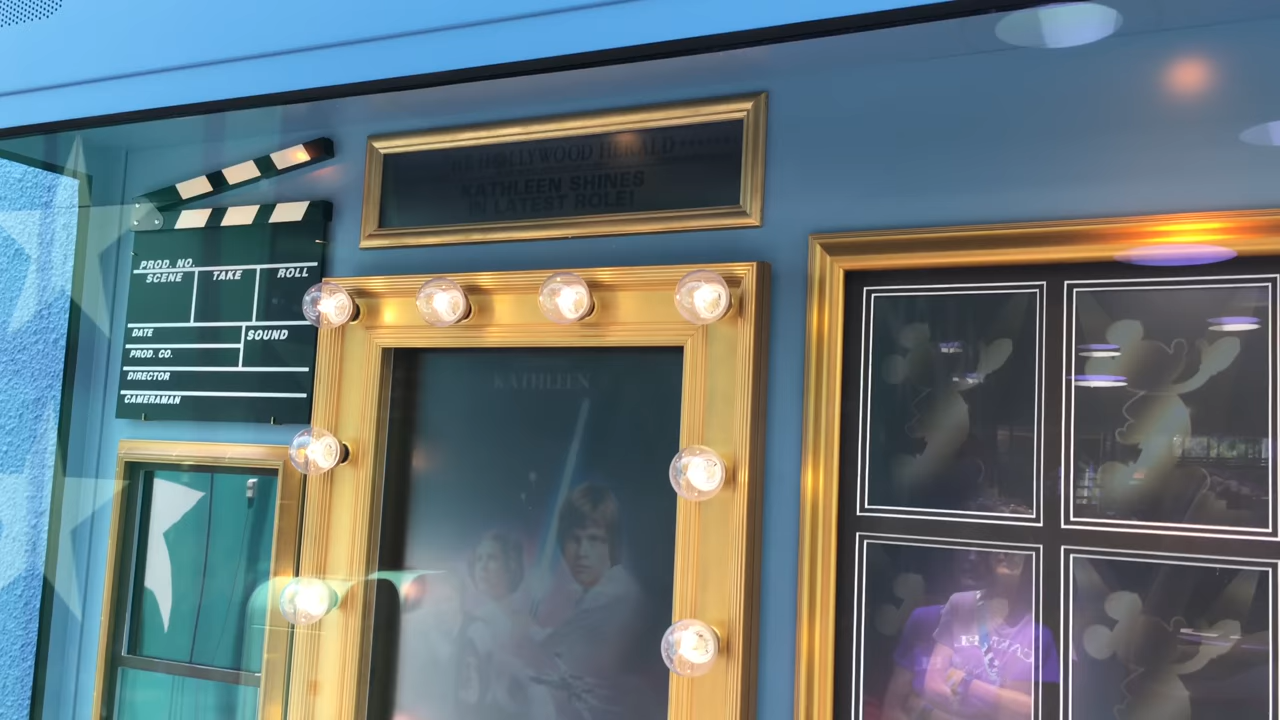 THE HOLLYWOOD HERALD
KATHLEEN SHINES
IN LATEST ROLE!
PROD. NO.
SCENE TAKE ROLL
DATE SOUND
PROD. CO.
DIRECTOR
CAMERAMAN
KATHLEEN